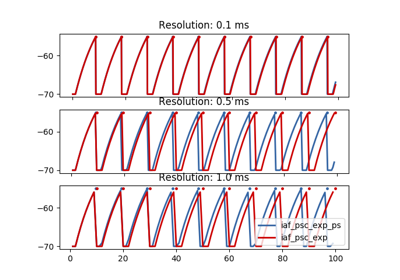 Resolution: 0.1 ms
−60
−70
Resolution: 0.5 ms
−60
−70
Resolution: 1.0 ms
−60
−70
iaf_psc_exp_ps
iaf_psc_exp
0 20 40 60 80 100